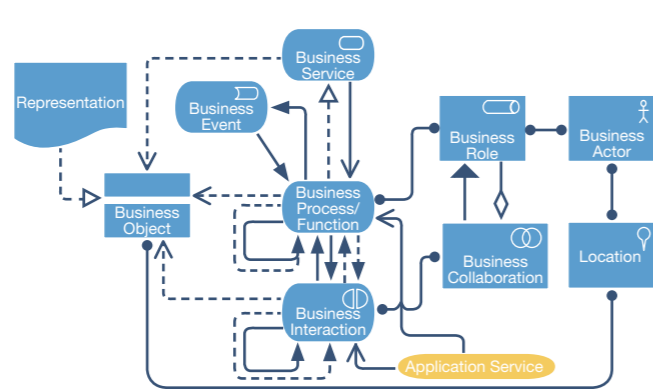 Business
Service
Representation
Business
Event
Business
Role
Business
Actor
Business
Process/
Function
Business
Object
Business
Collaboration
Location
Business
Interaction
Application Service